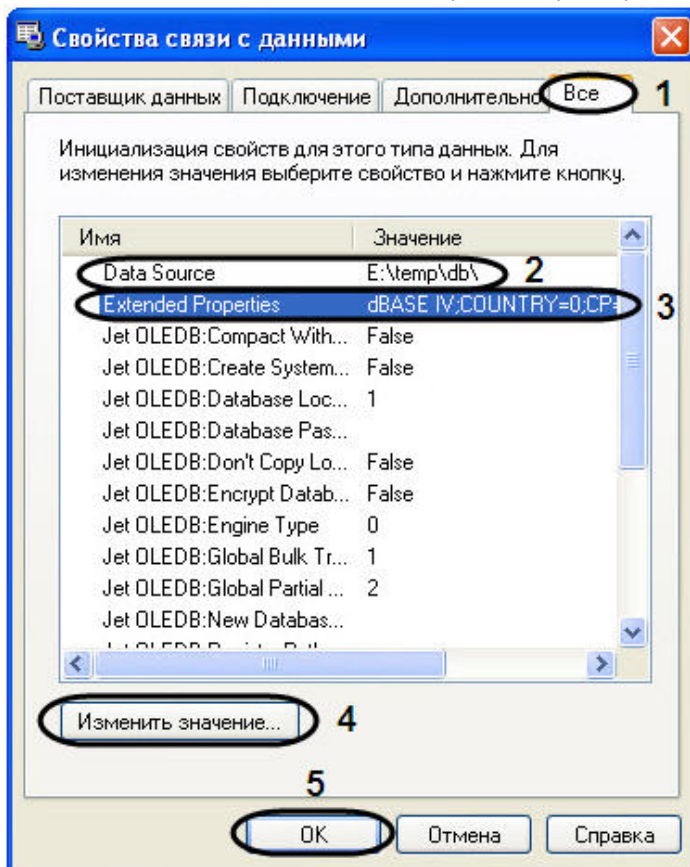 Свойства связи с данными
Поставщик данных Подключение Дополнительно Все 1
Инициализация свойств для этого типа данных. Для
изменения значения выберите свойство и нажмите кнопку.
Имя Значение
Data Source E:\temp\db\ 2
Extended Properties dBASE IV;COUNTRY=0;CP= 3
Jet OLEDB:Compact With... False
Jet OLEDB:Create System... False
Jet OLEDB:Database Loc... 1
Jet OLEDB:Database Pas...
Jet OLEDB:Don't Copy Lo... False
Jet OLEDB:Encrypt Datab... False
Jet OLEDB:Engine Type 0
Jet OLEDB:Global Bulk Tr... 1
Jet OLEDB:Global Partial ... 2
Jet OLEDB:New Databas...
Изменить значение... 4
5
OK Отмена Справка